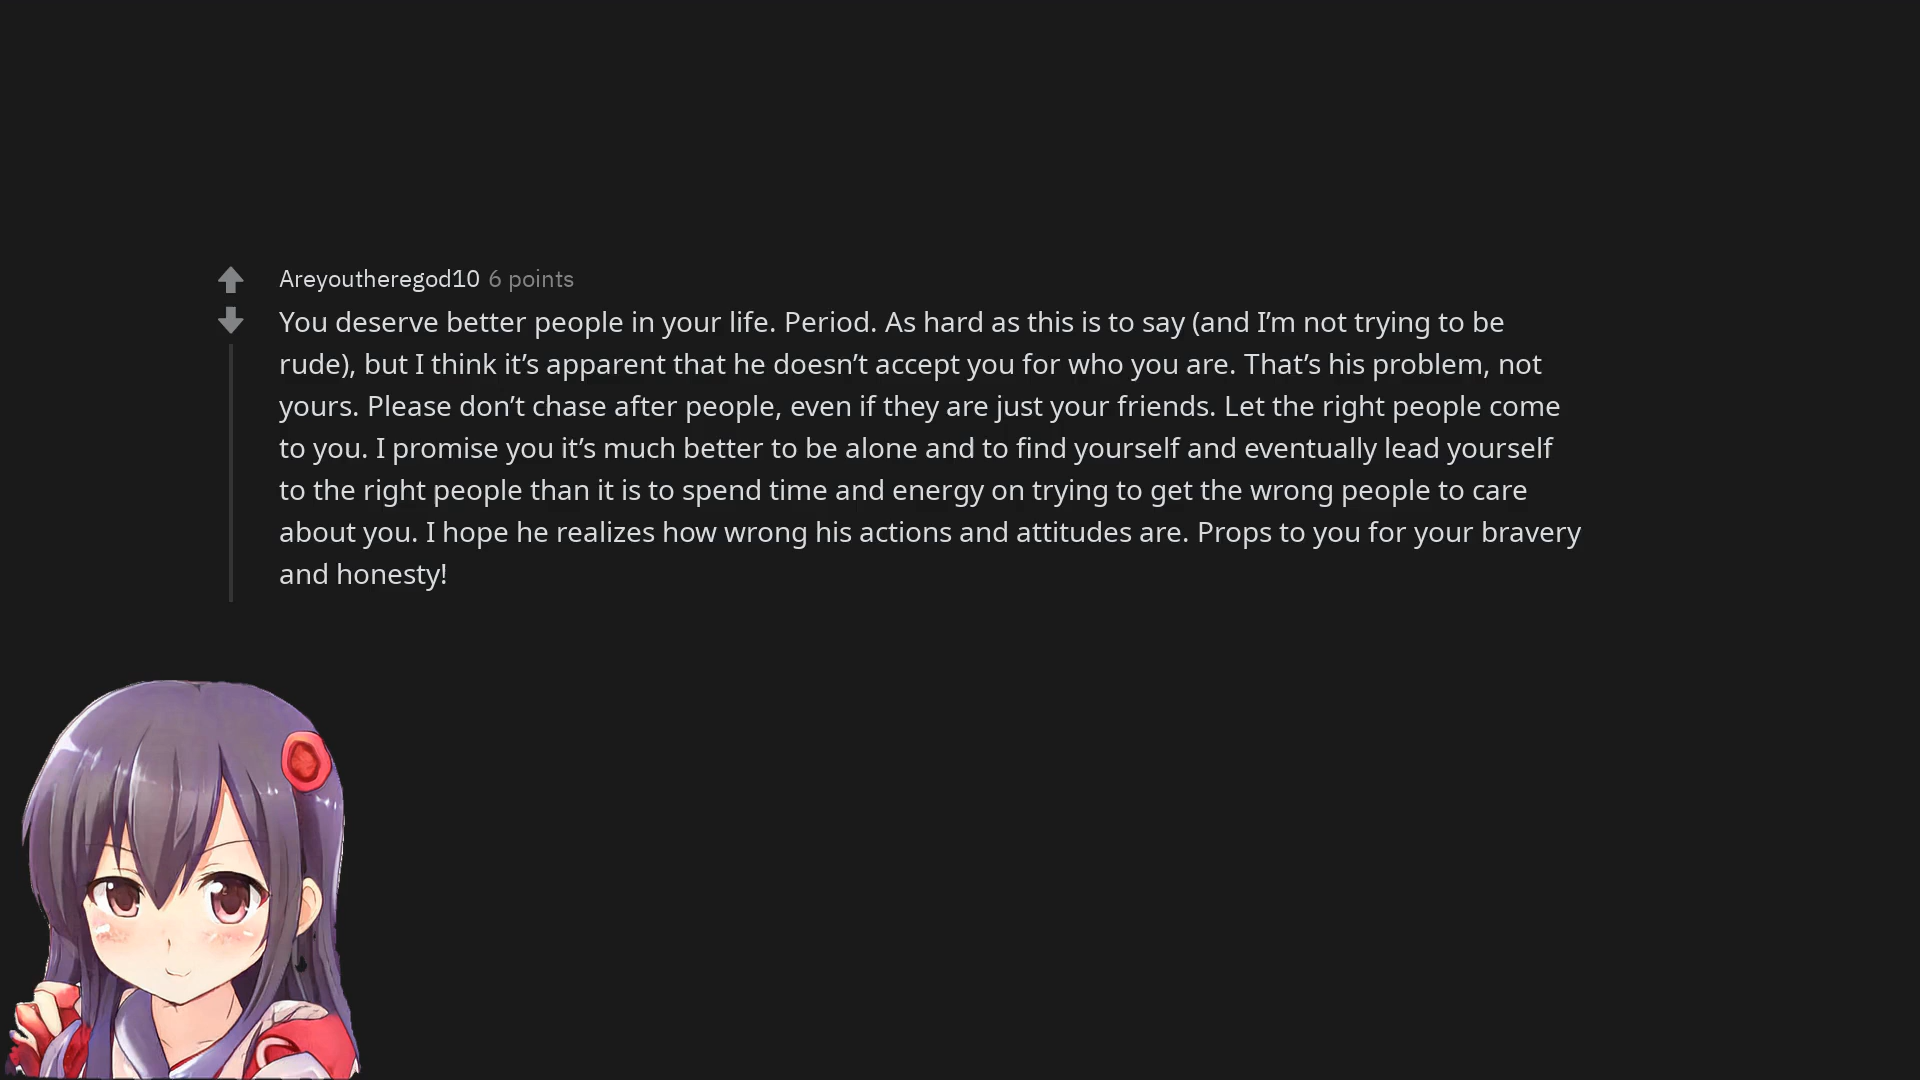 Areyoutheregod10 6 points
You deserve better people in your life. Period. As hard as this is to say (and I’m not trying to be
rude), but I think it’s apparent that he doesn’t accept you for who you are. That’s his problem, not
yours. Please don’t chase after people, even if they are just your friends. Let the right people come
to you. I promise you it’s much better to be alone and to find yourself and eventually lead yourself
to the right people than it is to spend time and energy on trying to get the wrong people to care
about you. I hope he realizes how wrong his actions and attitudes are. Props to you for your bravery
and honesty!